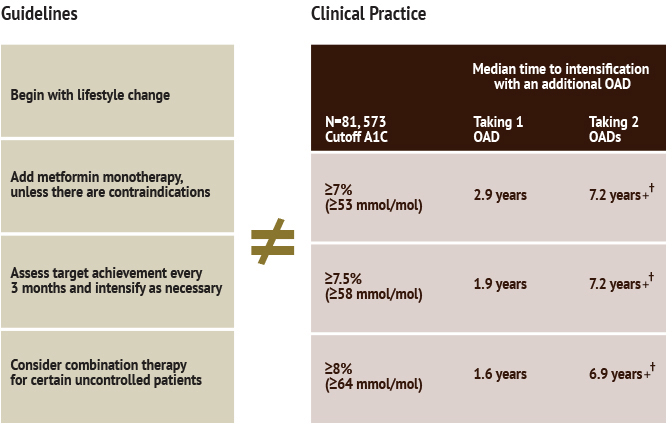 Guidelines
Begin with lifestyle change
Add metformin monotherapy,
unless there are contraindications
Assess target achievement every
3 months and intensify as necessary
Consider combination therapy
for certain uncontrolled patients
≠
Clinical Practice
Median time to intensification
with an additional OAD
N=81, 573
Cutoff A1C
Taking 1
OAD
Taking 2
OADs
≥7%
(≥53 mmol/mol)
2.9 years
7.2 years+†
≥7.5%
(≥58 mmol/mol)
1.9 years
7.2 years+†
≥8%
(≥64 mmol/mol)
1.6 years
6.9 years+†